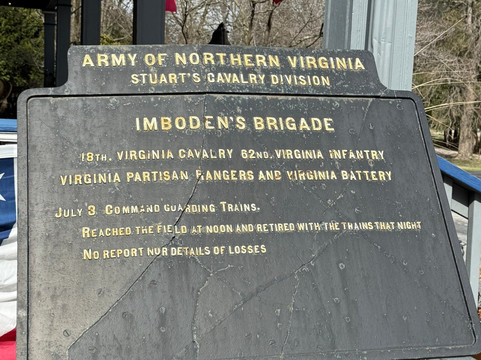 ARMY OF NORTHERN VIRGINIA
STUART'S CAVALRY DIVISION
IMBODEN'S BRIGADE
18TH. VIRGINIA CAVALRY 62ND. VIRGINIA INFANTRY
VIRGINIA PARTISAN RANGERS AND VIRGINIA BATTERY
JULY 3. COMMAND GUARDING TRAINS.
REACHED THE FIELD AT NOON AND RETIRED WITH THE TRAINS THAT NIGHT
NO REPORT NOR DETAILS OF LOSSES